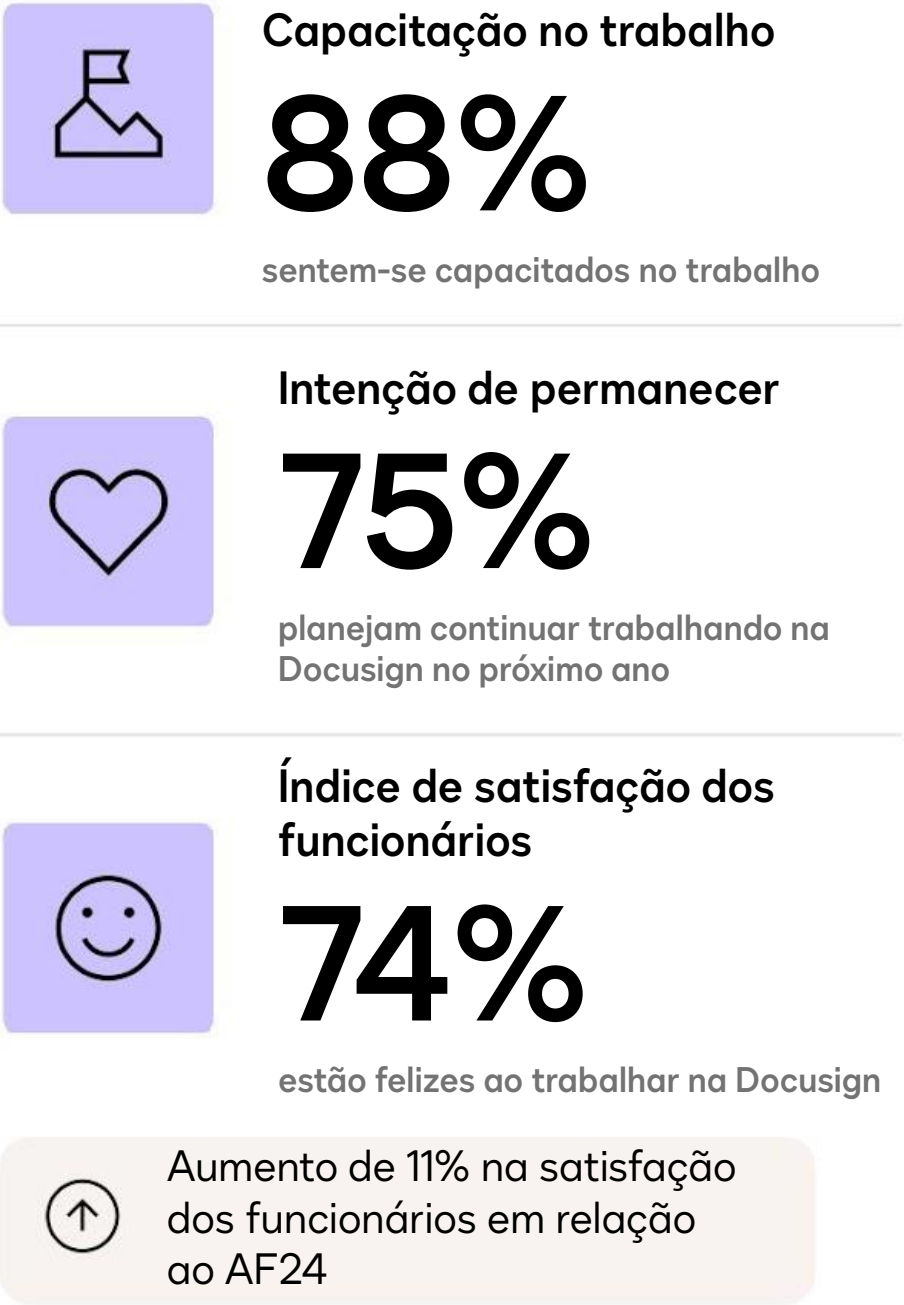 Capacitação no trabalho
88%
sentem-se capacitados no trabalho
Intenção de permanecer
75%
planejam continuar trabalhando na
Docusign no próximo ano
Índice de satisfação dos
funcionários
74%
estão felizes ao trabalhar na Docusign
Aumento de 11% na satisfação
dos funcionários em relação
ao AF24